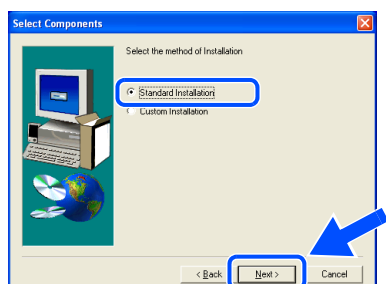 Select Components
Select the method of Installation
Standard Installation
Custom Installation
< Back
Next >
Cancel